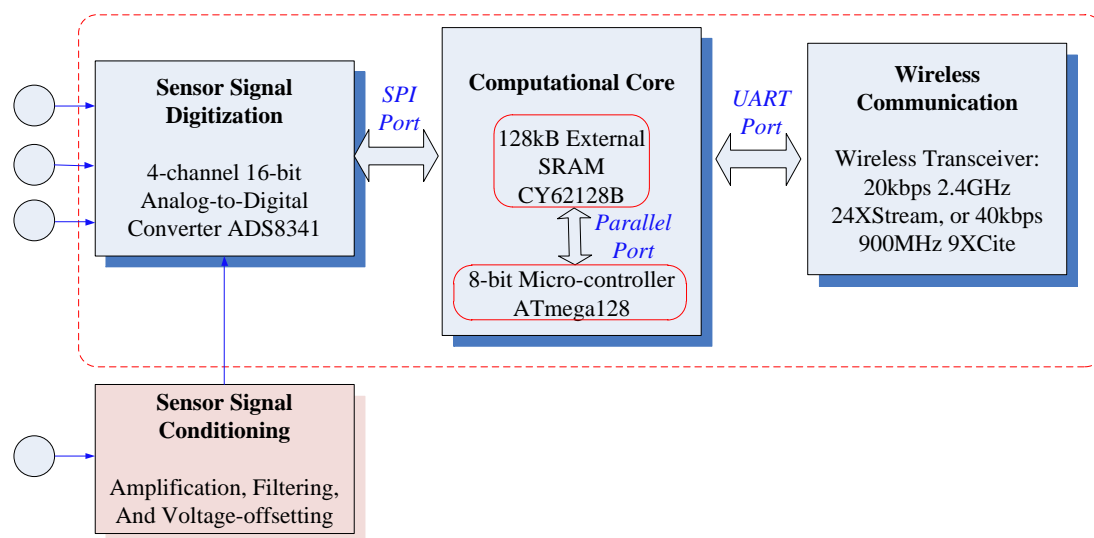 Sensor Signal
Digitization
4-channel 16-bit
Analog-to-Digital
Converter ADS8341
SPI
Port
Computational Core
128kB External
SRAM
CY62128B
Parallel
Port
8-bit Micro-controller
ATmega128
UART
Port
Wireless
Communication
Wireless Transceiver:
20kbps 2.4GHz
24XStream, or 40kbps
900MHz 9XCite
Sensor Signal
Conditioning
Amplification, Filtering,
And Voltage-offsetting